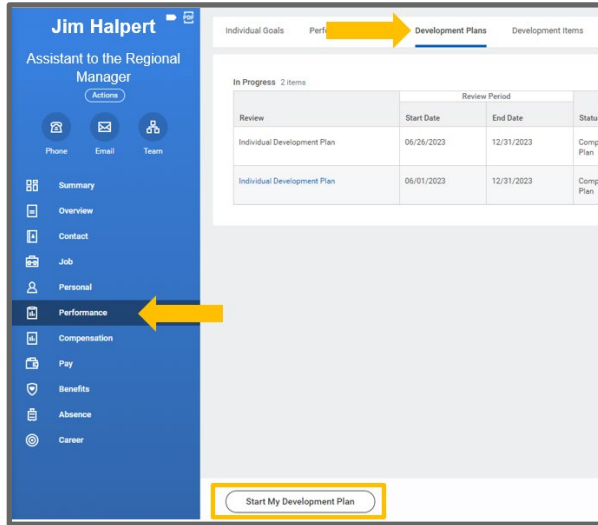 Jim Halpert
PDF
Assistant to the Regional
Manager
Actions
Phone Email Team
Summary
Overview
Contact
Job
Personal
Performance
Compensation
Pay
Benefits
Absence
Career
Individual Goals Development Plans Development Items
In Progress 2 items
Review Period
Review Start Date End Date
Individual Development Plan 06/26/2023 12/31/2023
Plan
Individual Development Plan 06/01/2023 12/31/2023
Plan
Start My Development Plan